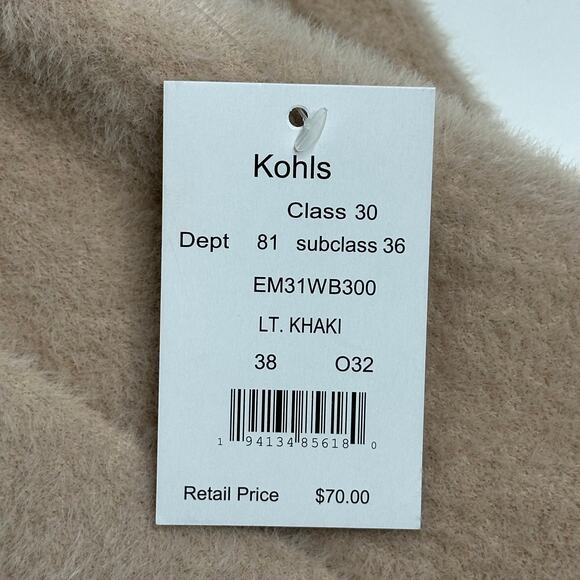 Kohls
Class 30
Dept 81 subclass 36
EM31WB300
LT. KHAKI
38 O32
1 94134 85618 0
Retail Price $70.00